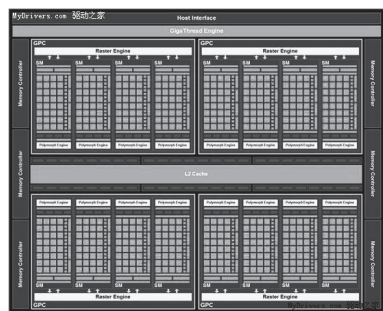 MyDrivers.com 驱动之家
Host Interface
GigaThread Engine
GPC
GPC
Raster Engine
Raster Engine
SM
SM
SM
SM
SM
SM
SM
SM
Memory Controller
Memory Controller
Polymorph Engine
Polymorph Engine
Polymorph Engine
Polymorph Engine
Polymorph Engine
Polymorph Engine
Polymorph Engine
Polymorph Engine
Memory Controller
L2 Cache
Memory Controller
Polymorph Engine
Polymorph Engine
Polymorph Engine
Polymorph Engine
Polymorph Engine
Polymorph Engine
Polymorph Engine
Polymorph Engine
Memory Controller
Memory Controller
SM
SM
SM
SM
SM
SM
SM
SM
Raster Engine
Raster Engine
GPC
GPC
MyDrivers.com